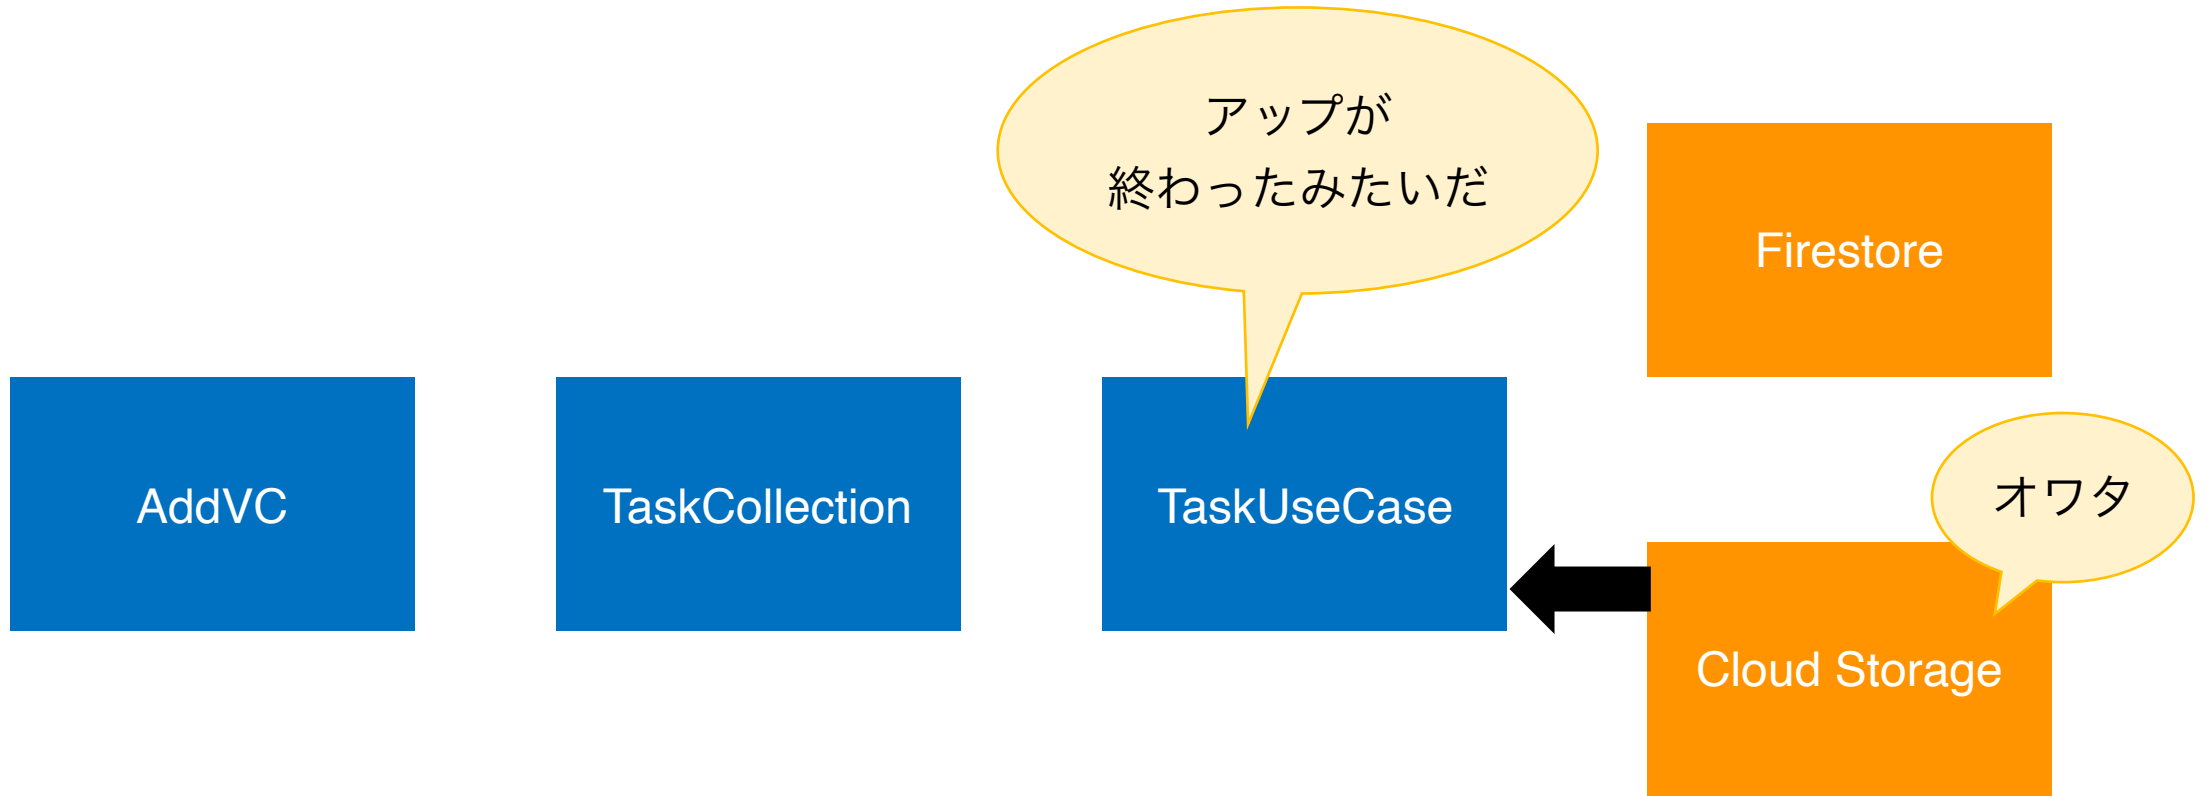 アップが
終わったみたいだ
Firestore
AddVC
TaskCollection
TaskUseCase
オワタ
Cloud Storage